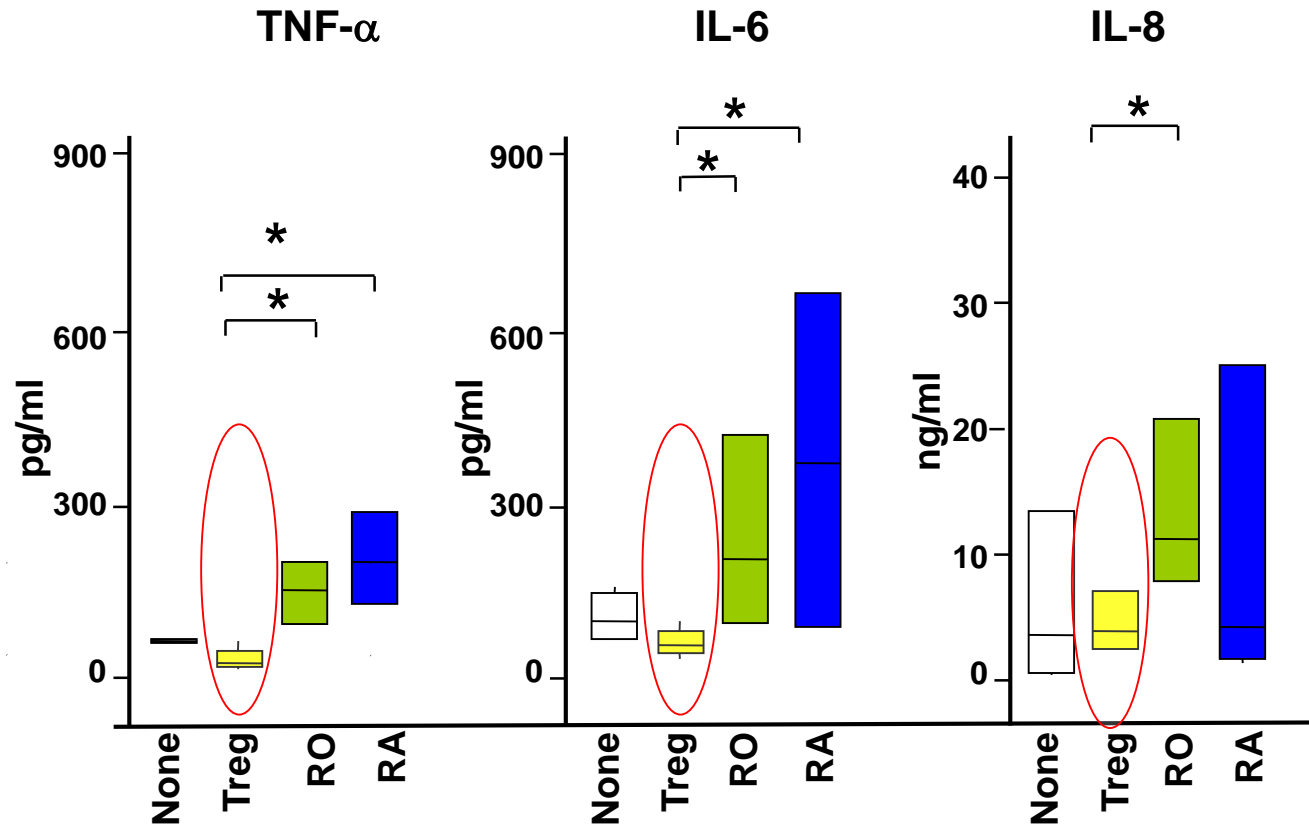 TNF-α
IL-6
IL-8
*
*
*
*
*
900
600
300
0
pg/ml
900
600
300
0
pg/ml
40
30
20
10
0
ng/ml
None
Treg
RO
RA
None
Treg
RO
RA
None
Treg
RO
RA